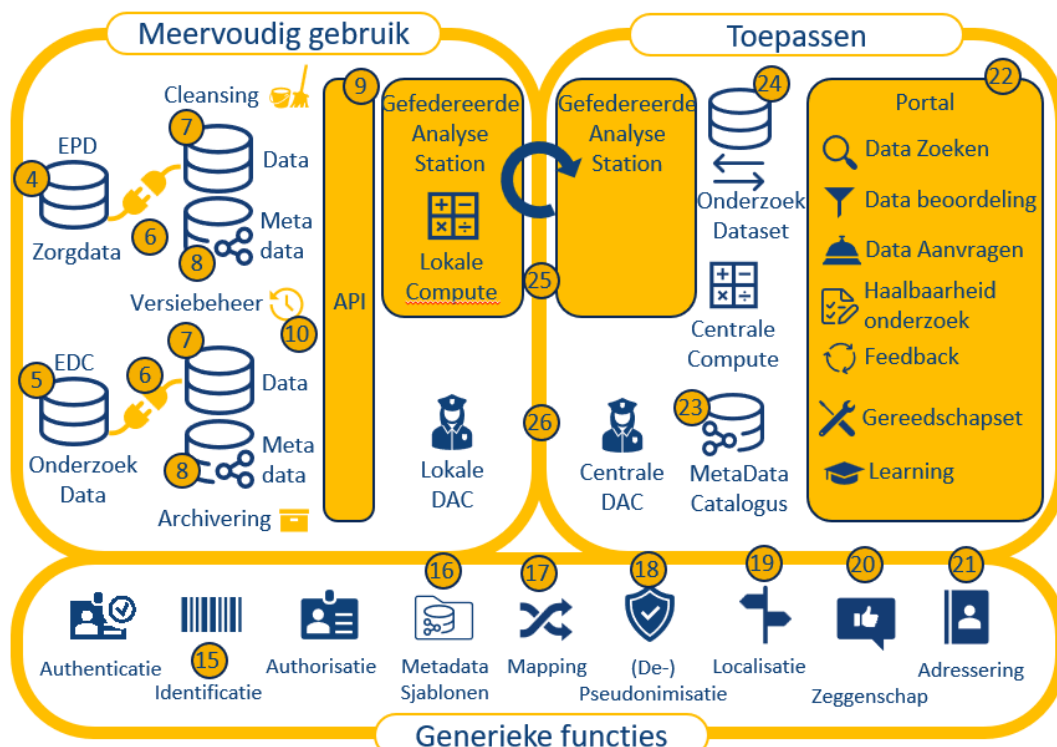 Meervoudig gebruik
Cleansing
7
EPD
Data
4
6
Meta
data
8
Zorgdata
Versiebeheer
10
7
EDC
6
5
Data
Meta
data
8
Onderzoek
Data
Archivering
9
API
Gefedereerde
Analyse
Station
Lokale
Compute
Lokale
DAC
25
26
Toepassen
Gefedereerde
Analyse
Station
24
Onderzoek
Dataset
Centrale
Compute
Centrale
DAC
23
MetaData
Catalogus
22
Portal
Data Zoeken
Data beoordeling
Data Aanvragen
Haalbaarheid
onderzoek
Feedback
Gereedschapset
Learning
Authenticatie
15
Identificatie
Authorisatie
16
Metadata
Sjablonen
17
Mapping
18
(De-)
Pseudonimisatie
19
Localisatie
20
Zeggenschap
21
Adressering
Generieke functies